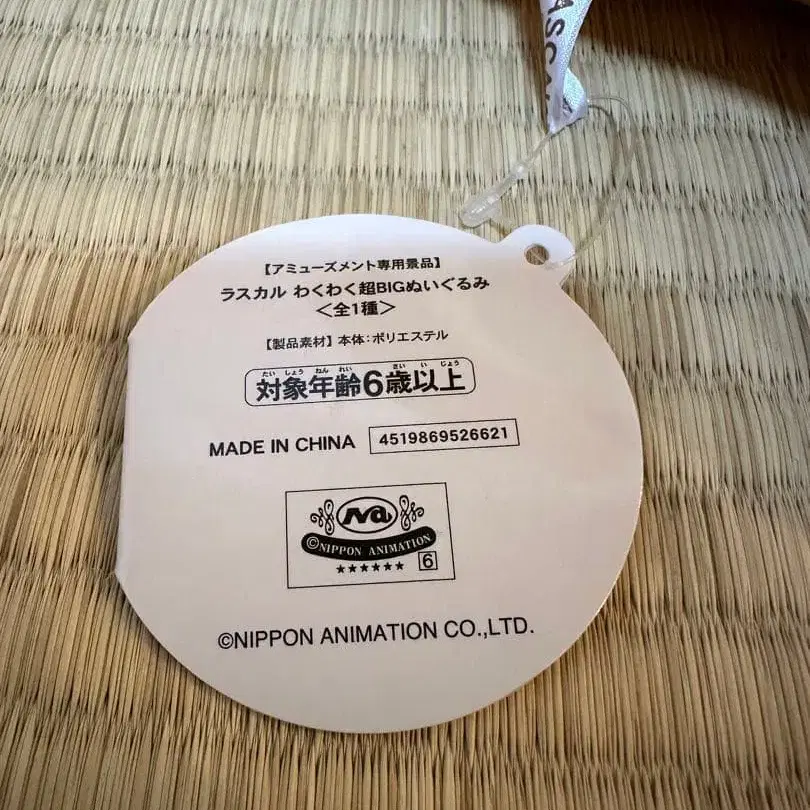 ASCA
【アミューズメント専用景品】
ラスカル わくわく超BIGぬいぐるみ
＜全1種＞
【製品素材】本体：ポリエステル
たいしょうねんれい さいいじょう
対象年齢6歳以上
MADE IN CHINA 4519869526621
Na
©NIPPON ANIMATION
★★★★★★ 6
©NIPPON ANIMATION CO.,LTD.